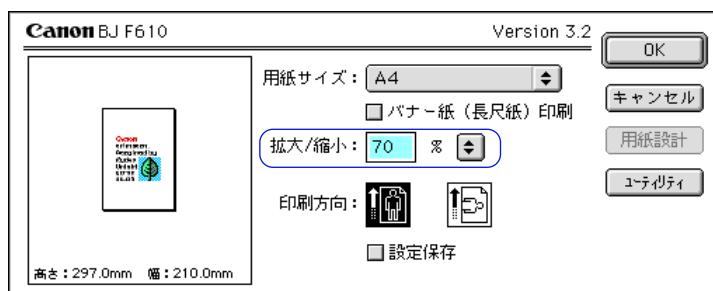 Canon BJ F610
Version 3.2
OK
用紙サイズ： A4
キャンセル
バナー紙（長尺紙）印刷
拡大/縮小： 70 %
用紙設計
ユーティリティ
印刷方向：
設定保存
Canon
高さ：297.0mm 幅：210.0mm